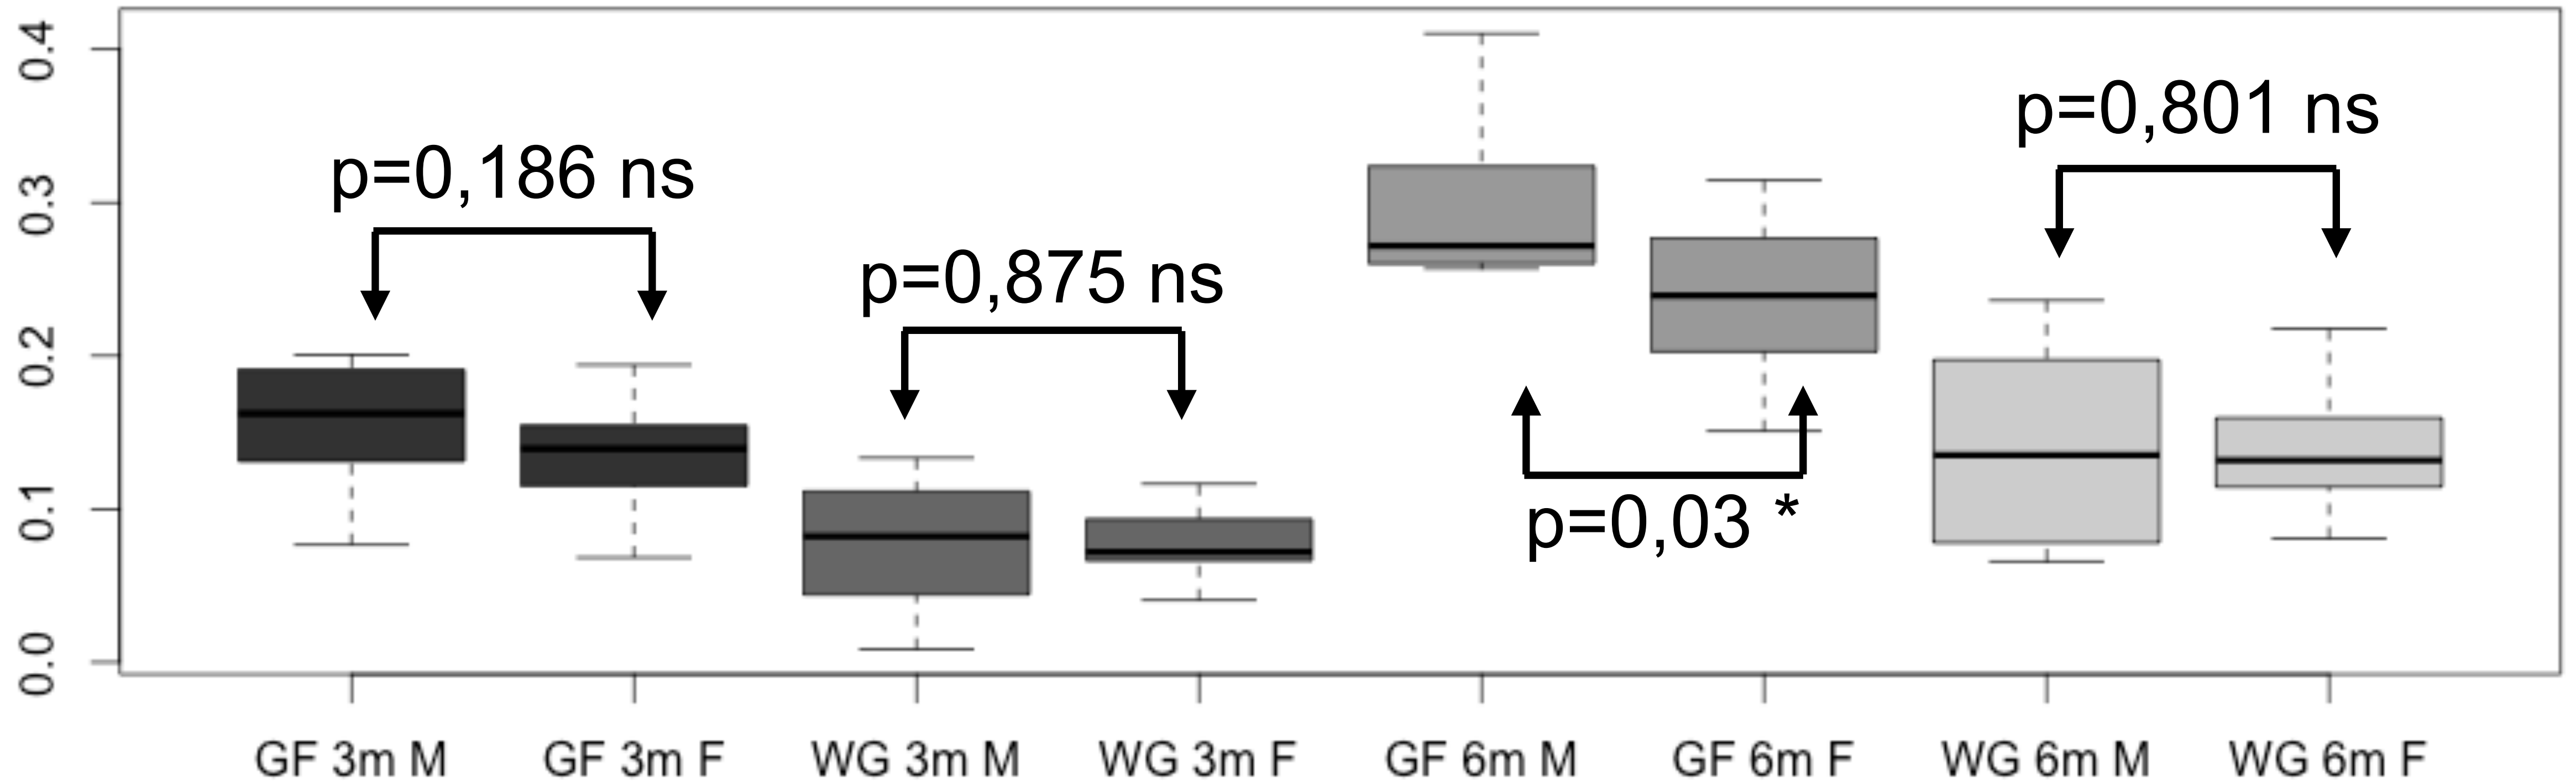 0.4
0.3
0.2
0.1
0.0
p=0,186 ns
p=0,875 ns
p=0,03 *
p=0,801 ns
GF 3m M GF 3m F WG 3m M WG 3m F GF 6m M GF 6m F WG 6m M WG 6m F